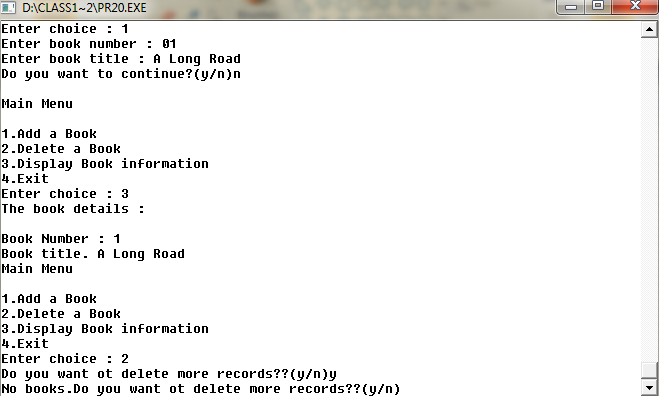 D:\CLASS1~2\PR20.EXE
Enter choice : 1
Enter book number : 01
Enter book title : A Long Road
Do you want to continue?(y/n)n
Main Menu
1.Add a Book
2.Delete a Book
3.Display Book information
4.Exit
Enter choice : 3
The book details :
Book Number : 1
Book title. A Long Road
Main Menu
1.Add a Book
2.Delete a Book
3.Display Book information
4.Exit
Enter choice : 2
Do you want ot delete more records??(y/n)y
No books.Do you want ot delete more records??(y/n)